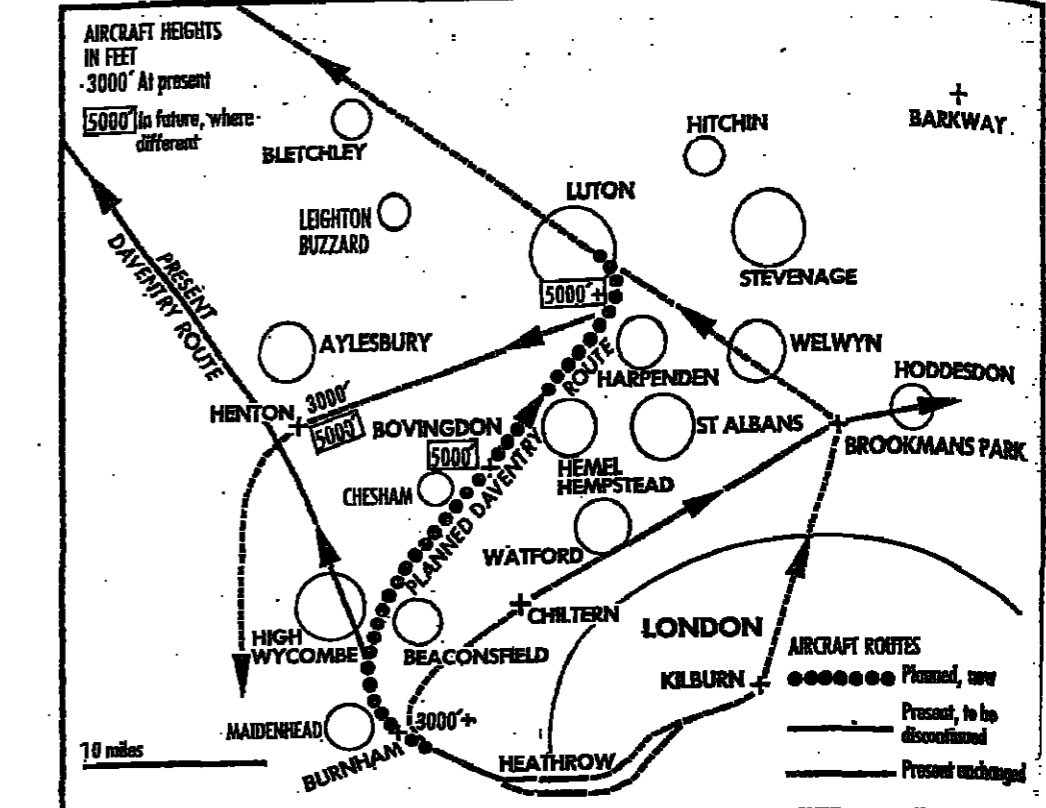 AIRCRAFT HEIGHTS
IN FEET
3000´ At present
5000´ In future, where
different
BLETCHLEY
HITCHIN
BARKWAY
LUTON
LEIGHTON
BUZZARD
STEVENAGE
PRESENT
DAVENTRY ROUTE
5000´+
AYLESBURY
WELWYN
HARPENDEN
HODDESDON
HENTON
3000´
5000´
BOVINGDON
5000´
ST ALBANS
BROOKMANS PARK
HEMEL
HEMPSTEAD
CHESHAM
PLANNED DAVENTRY ROUTE
WATFORD
CHILTERN
LONDON
HIGH
WYCOMBE
BEACONSFIELD
KILBURN
AIRCRAFT ROUTES
Planned, new
Present, to be
discontinued
Present unchanged
MAIDENHEAD
3000´+
BURNHAM
HEATHROW
10 miles